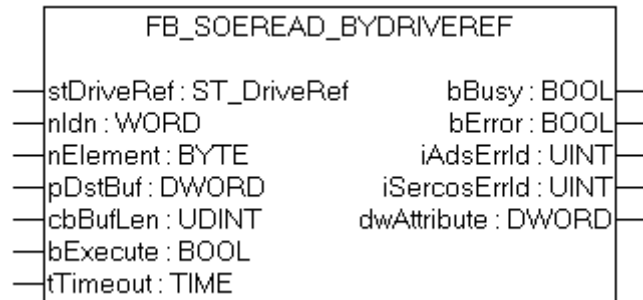 FB_SOEREAD_BYDRIVEREF
stDriveRef : ST_DriveRef bBusy : BOOL
nIdn : WORD bError : BOOL
nElement : BYTE iAdsErrId : UINT
pDstBuf : DWORD iSercosErrId : UINT
cbBufLen : UDINT dwAttribute : DWORD
bExecute : BOOL
tTimeout : TIME